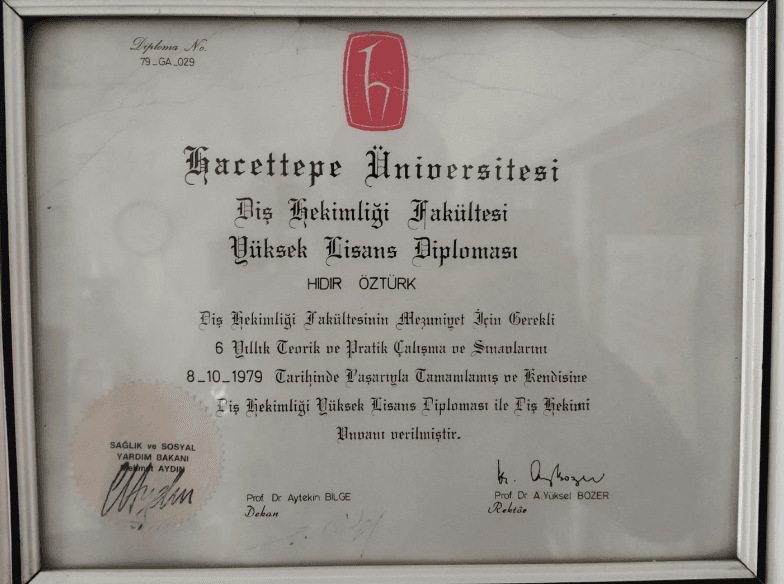 Diploma No.
79_GA_029
Hacettepe Üniversitesi
Diş Hekimliği Fakültesi
Yüksek Lisans Diploması
HIDIR ÖZTÜRK
Diş Hekimliği Fakültesinin Mezuniyet İçin Gerekli
6 Yıllık Teorik ve Pratik Çalışma ve Sınavlarını
8_10_1979 Tarihinde Başarıyla Tamamlamış ve Kendisine
Diş Hekimliği Yüksek Lisans Diploması ile Diş Hekimi
Unvanı verilmiştir.
SAĞLIK ve SOSYAL
YARDIM BAKANI
Mehmet AYDIN
Prof. Dr. Aytekin BİLGE
Dekan
Prof. Dr. A.Yüksel BOZER
Rektör